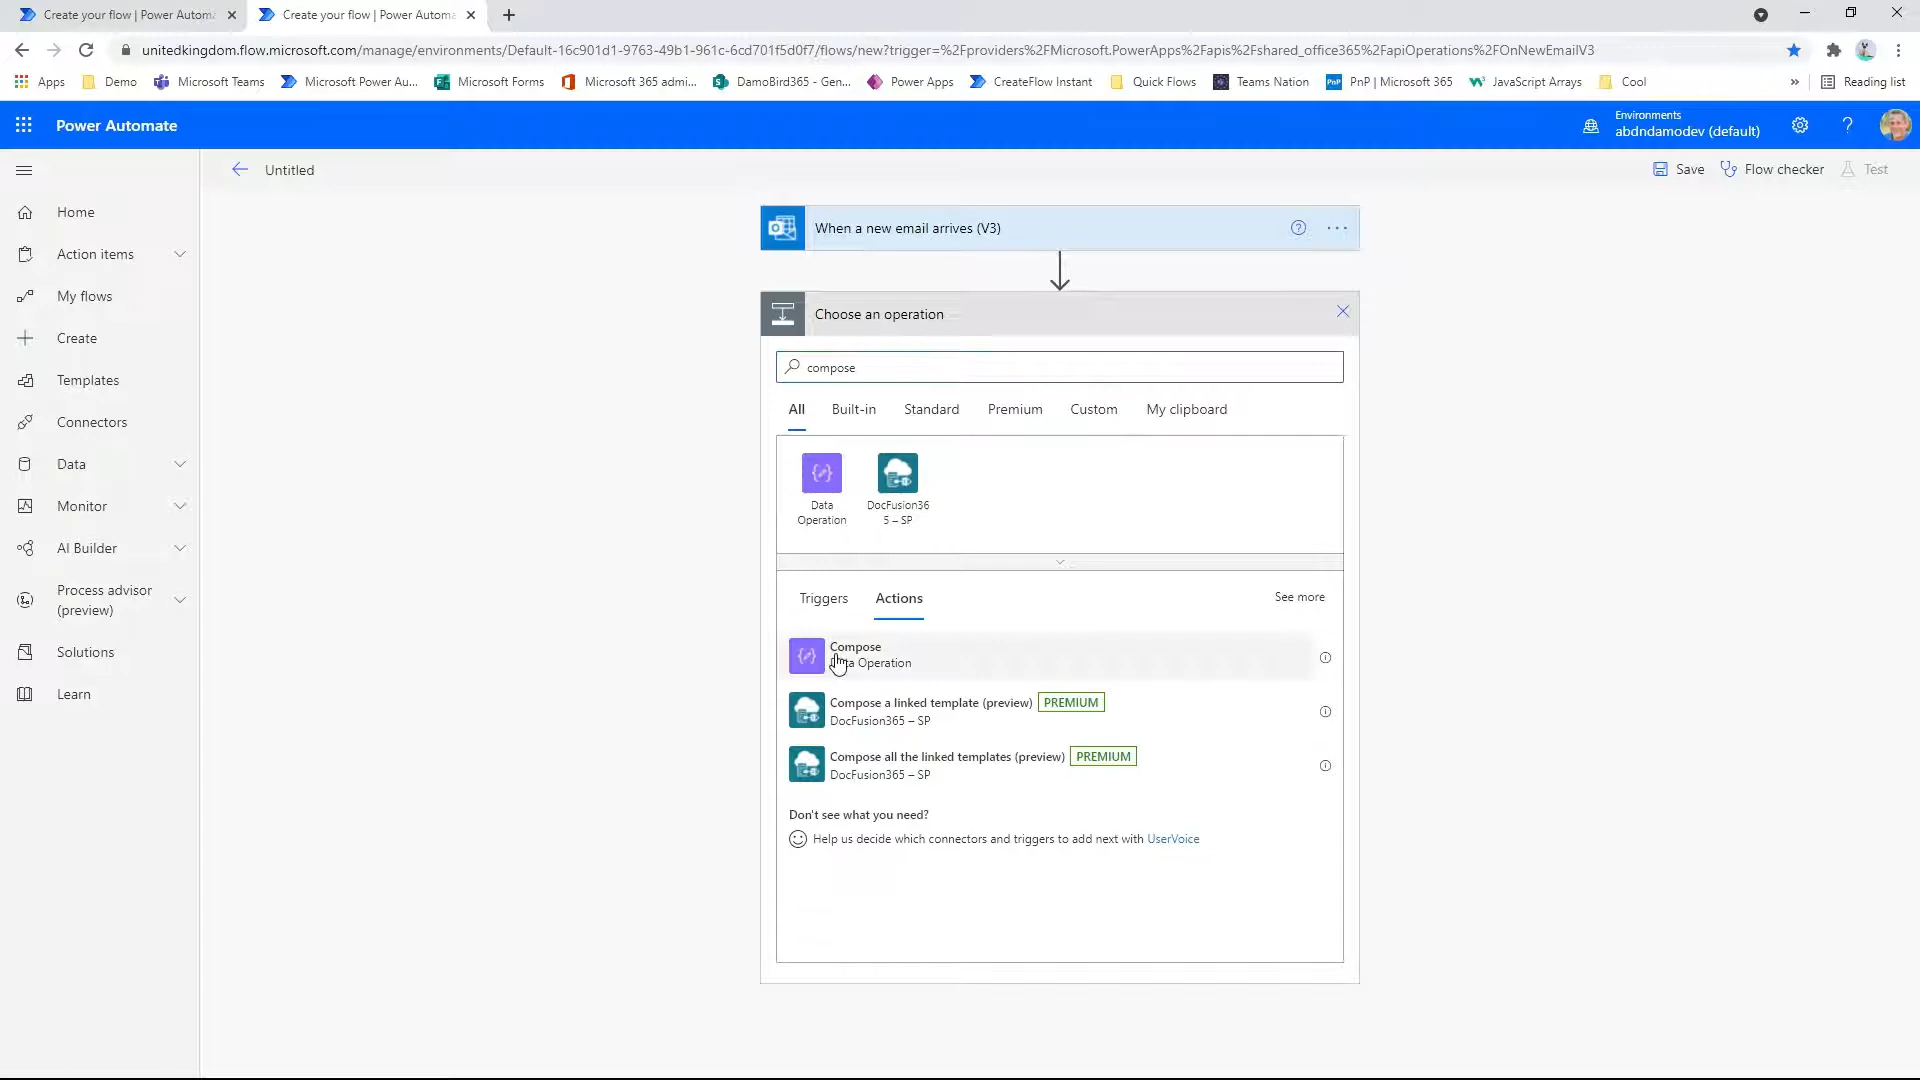 Create your flow | Power Automa
Create your flow | Power Automa
unitedkingdom.flow.microsoft.com/manage/environments/Default-16c901d1-9763-49b1-961c-6cd701f5d0f7/flows/new?trigger=%2Fproviders%2FMicrosoft.PowerApps%2Fapis%2Fshared_office365%2FapiOperations%2FOnNewEmailV3
Apps
Demo
Microsoft Teams
Microsoft Power Au...
Microsoft Forms
Microsoft 365 admi...
DamoBird365 - Gen...
Power Apps
CreateFlow Instant
Quick Flows
Teams Nation
PnP | Microsoft 365
JavaScript Arrays
Cool
»
Reading list
Power Automate
Environments
abdndamodev (default)
Untitled
Save
Flow checker
Test
Home
Action items
My flows
Create
Templates
Connectors
Data
Monitor
AI Builder
Process advisor
(preview)
Solutions
Learn
When a new email arrives (V3)
Choose an operation
compose
All
Built-in
Standard
Premium
Custom
My clipboard
Data
Operation
DocFusion36
5 – SP
Triggers
Actions
See more
Compose
Operation
Compose a linked template (preview) PREMIUM
DocFusion365 – SP
Compose all the linked templates (preview) PREMIUM
DocFusion365 – SP
Don't see what you need?
Help us decide which connectors and triggers to add next with UserVoice